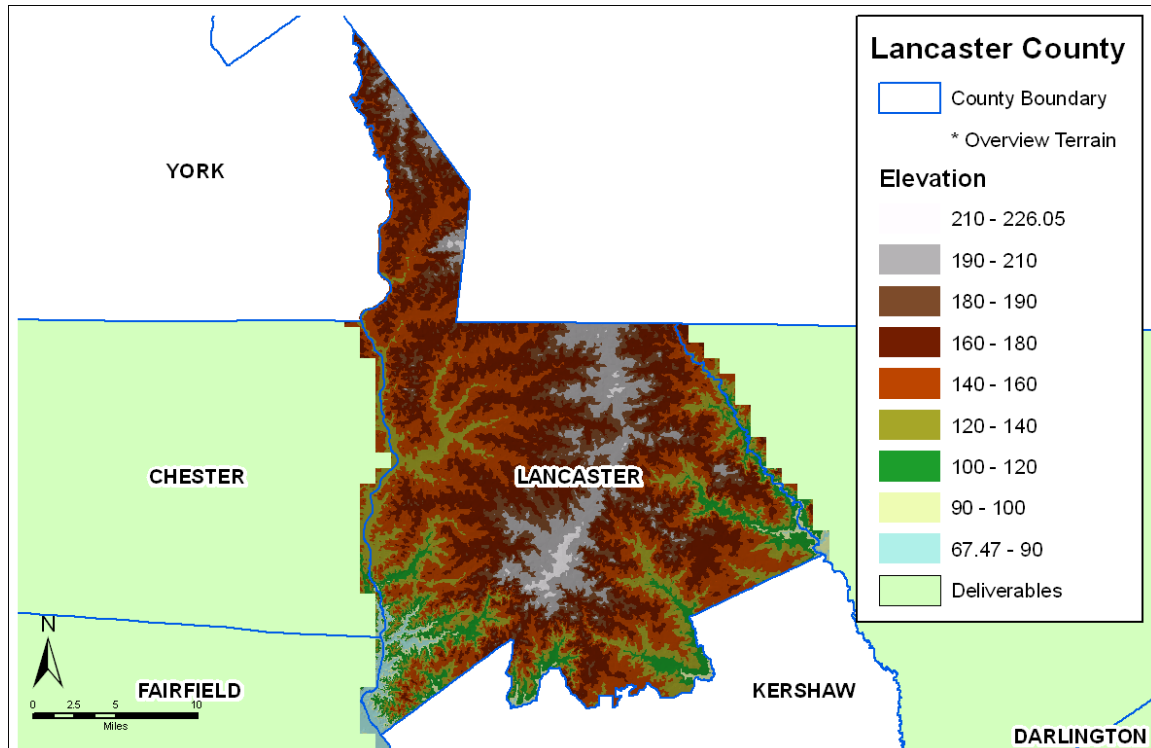 Lancaster County
County Boundary
* Overview Terrain
Elevation
210 - 226.05
190 - 210
180 - 190
160 - 180
140 - 160
120 - 140
100 - 120
90 - 100
67.47 - 90
Deliverables
YORK
CHESTER
LANCASTER
FAIRFIELD
KERSHAW
DARLINGTON
N
0 2.5 5 10
Miles